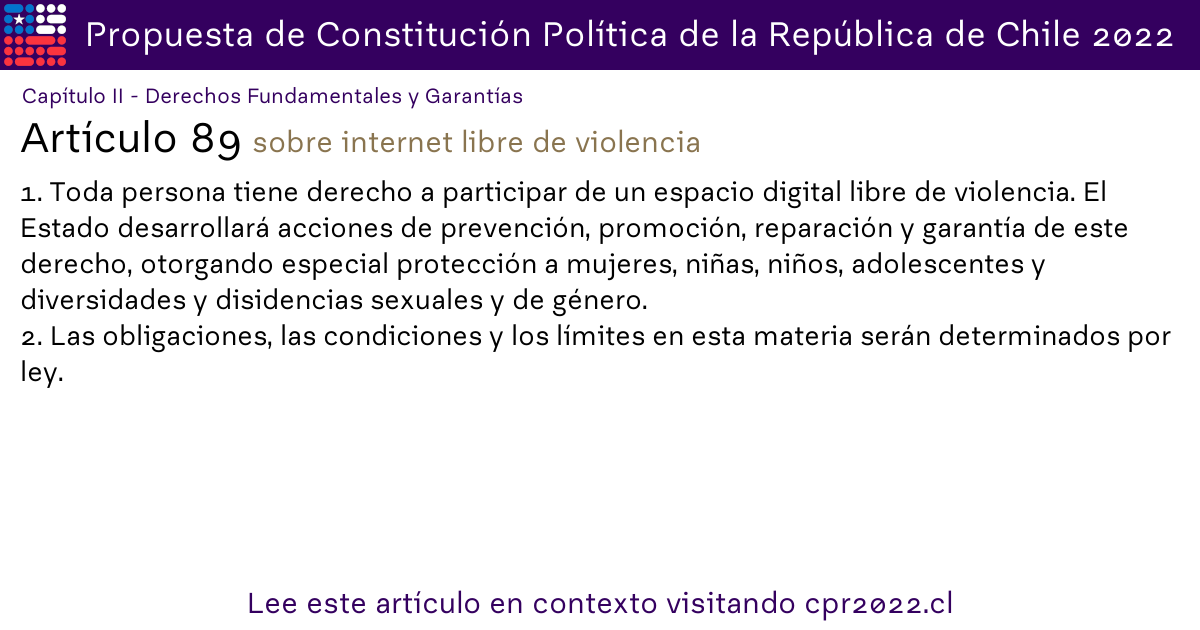 Propuesta de Constitución Política de la República de Chile 2022
Capítulo II - Derechos Fundamentales y Garantías
Artículo 89 sobre internet libre de violencia
1. Toda persona tiene derecho a participar de un espacio digital libre de violencia. El
Estado desarrollará acciones de prevención, promoción, reparación y garantía de este
derecho, otorgando especial protección a mujeres, niñas, niños, adolescentes y
diversidades y disidencias sexuales y de género.
2. Las obligaciones, las condiciones y los límites en esta materia serán determinados por
ley.
Lee este artículo en contexto visitando cpr2022.cl